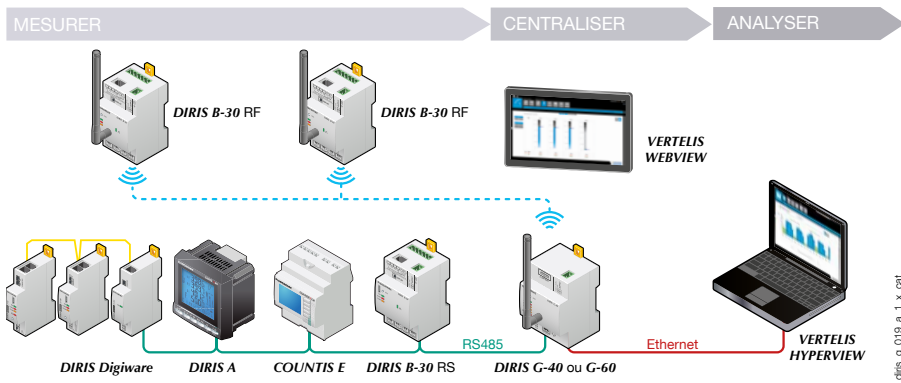 MESURER
CENTRALISER
ANALYSER
DIRIS B-30 RF
DIRIS B-30 RF
VERTELIS
WEBVIEW
RS485
Ethernet
DIRIS Digiware
DIRIS A
COUNTIS E
DIRIS B-30 RS
DIRIS G-40 ou G-60
VERTELIS
HYPERVIEW
diris_g_019_a_1_x_cat